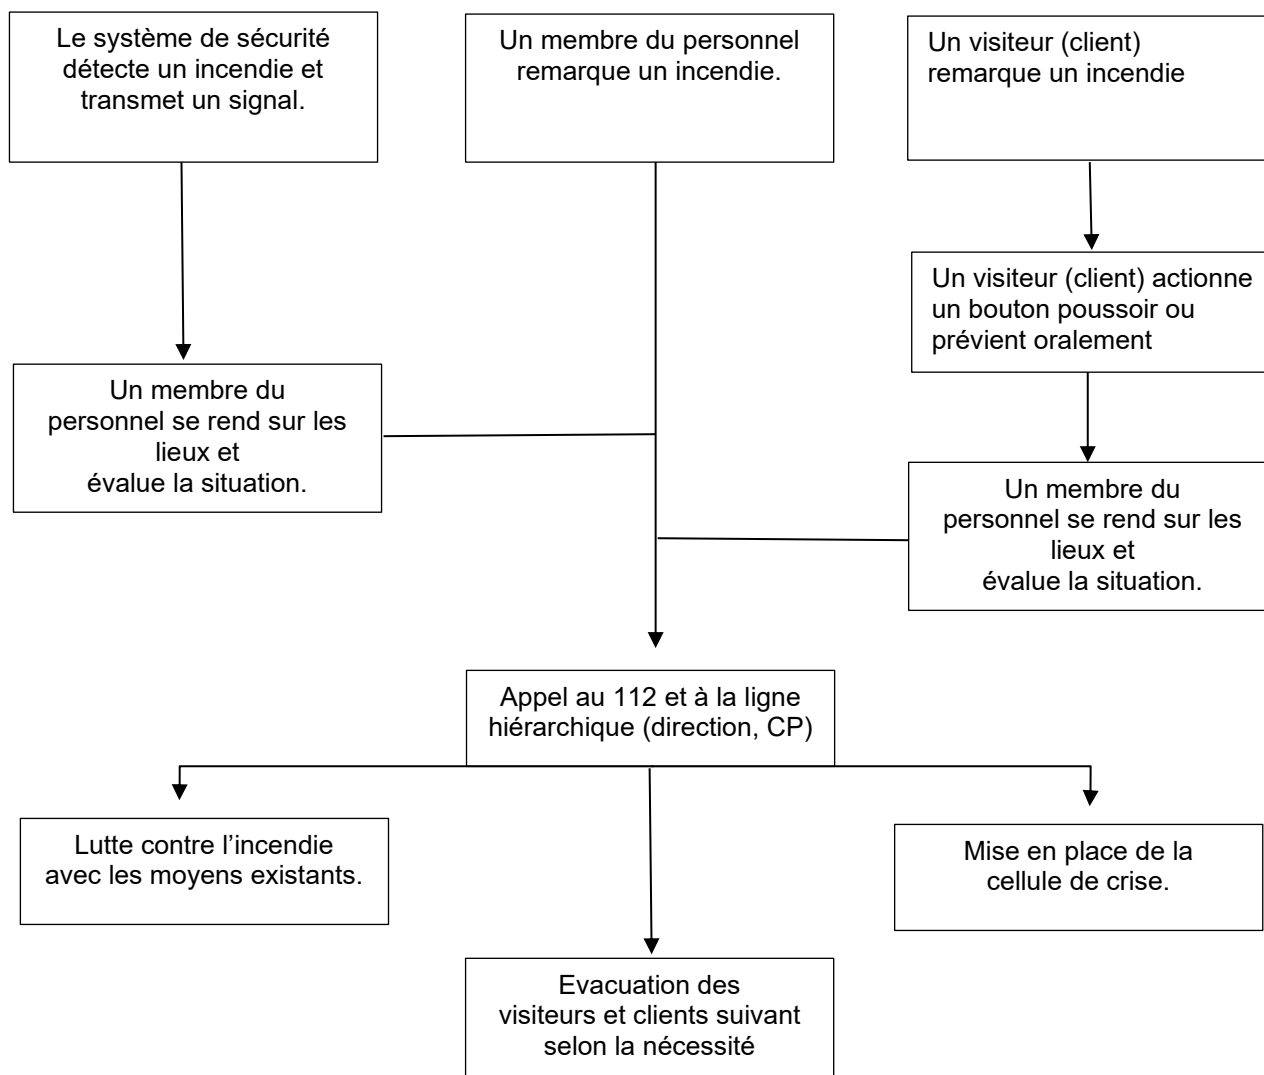 Le système de sécurité
détecte un incendie et
transmet un signal.
Un membre du personnel
remarque un incendie.
Un visiteur (client)
remarque un incendie
Un visiteur (client) actionne
un bouton poussoir ou
prévient oralement
Un membre du
personnel se rend sur les
lieux et
évalue la situation.
Un membre du
personnel se rend sur les
lieux et
évalue la situation.
Appel au 112 et à la ligne
hiérarchique (direction, CP)
Lutte contre l’incendie
avec les moyens existants.
Mise en place de la
cellule de crise.
Evacuation des
visiteurs et clients suivant
selon la nécessité